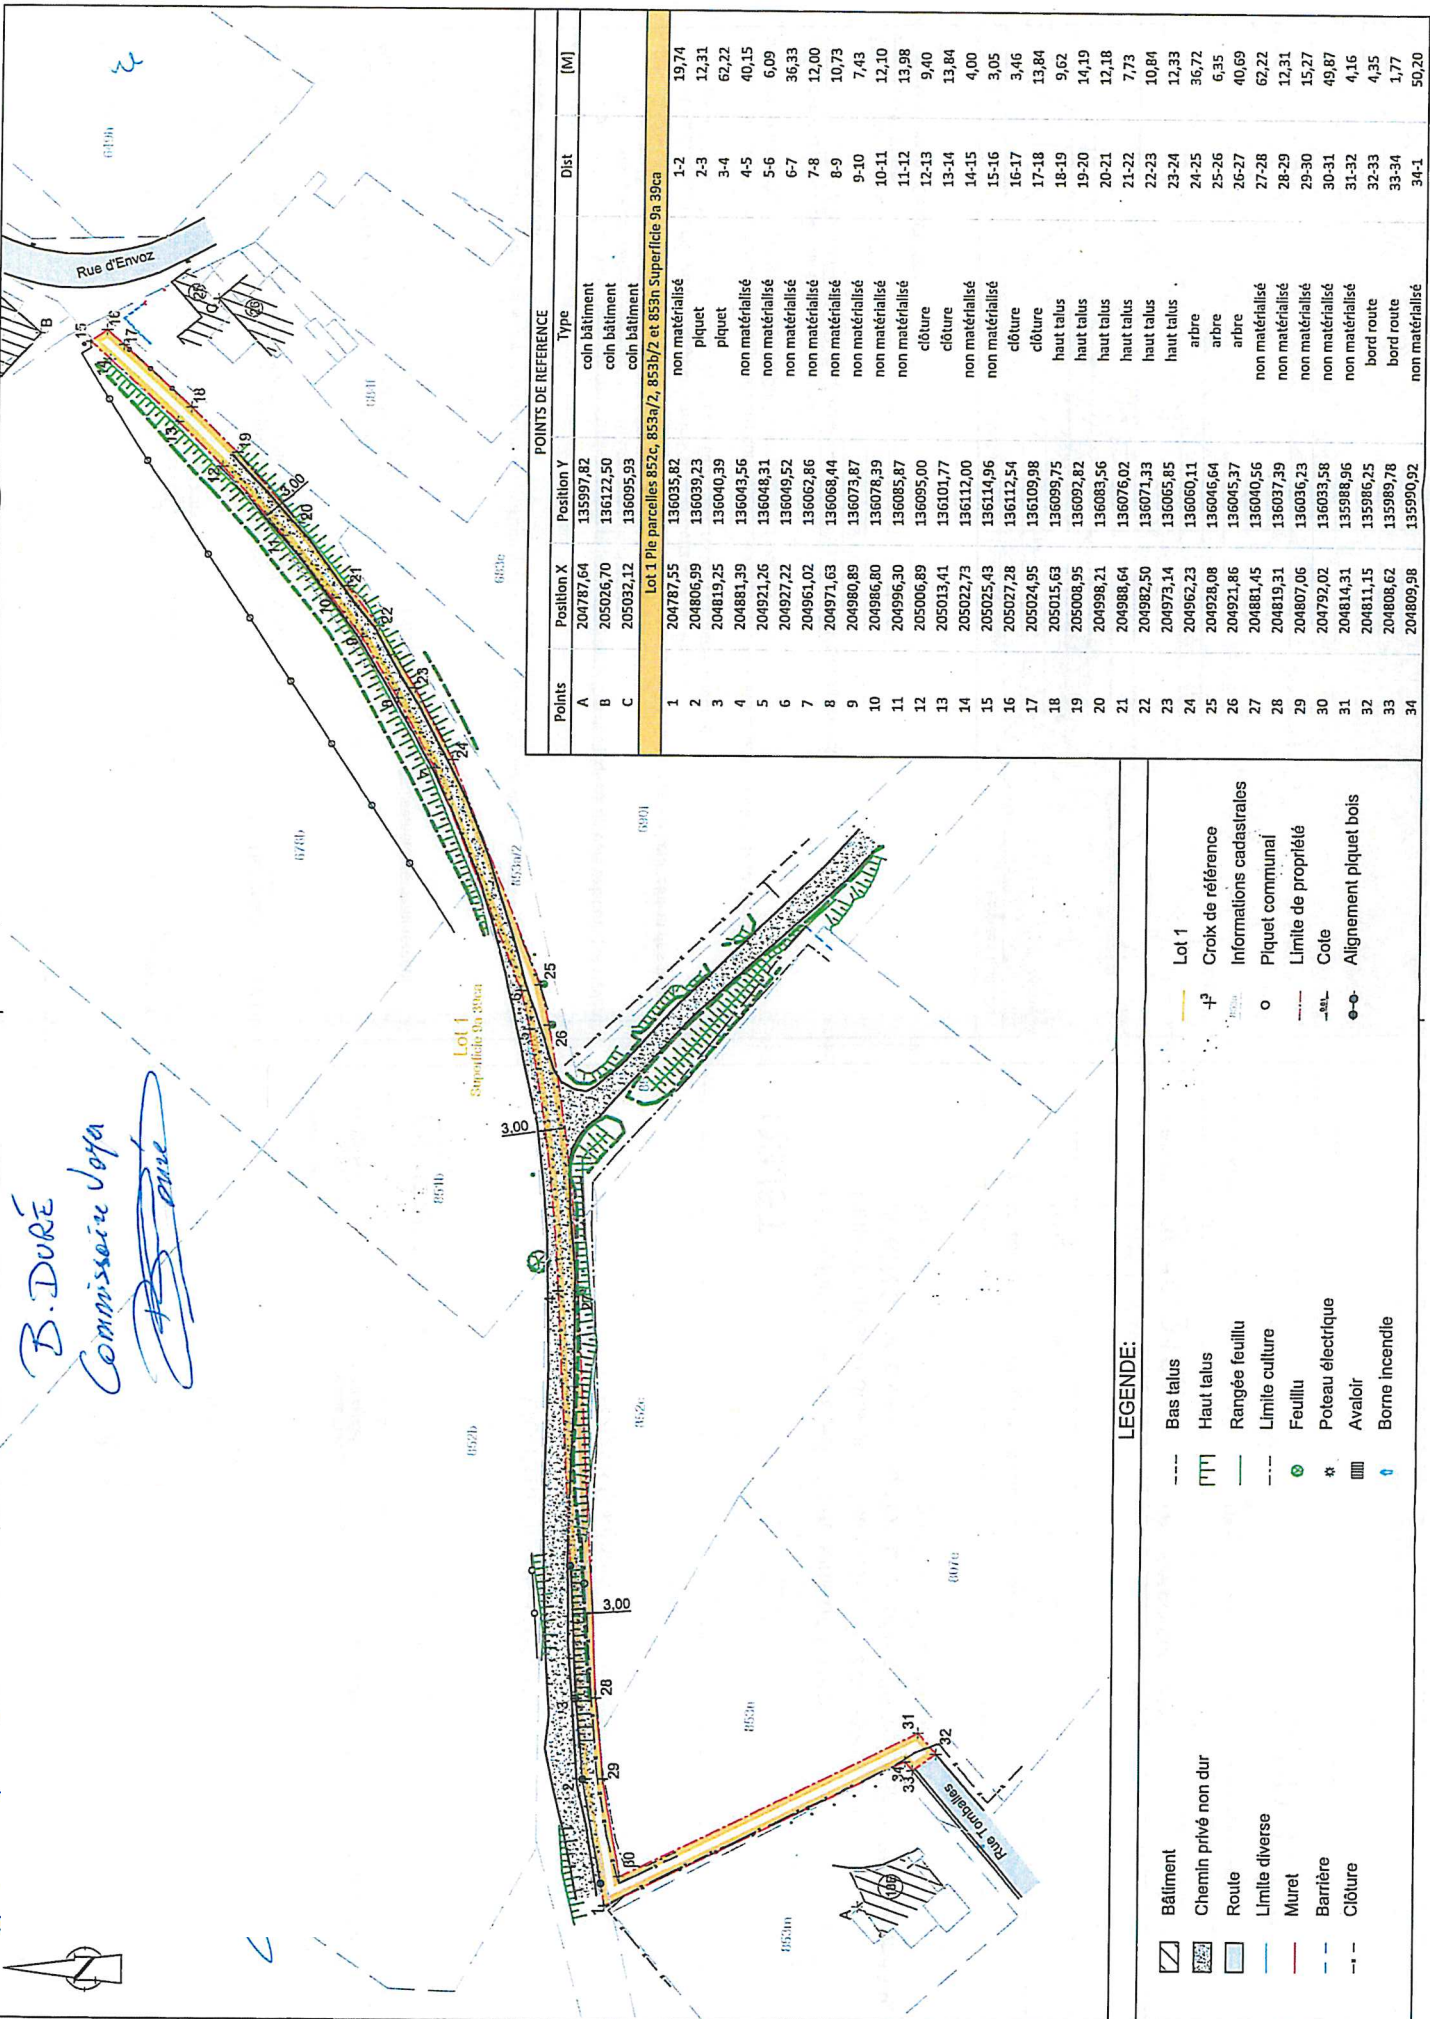 B. DURÉ
Commissaire Voyer
N
Rue d'Envoz
Rue Tomballes
649h
684f
683c
678b
853a/2
690l
851b
852b
852c
853n
807c
853m
Lot 1
Superficie 9a 39ca
3,00
3,00
3,00
A
B
C
18B
26
POINTS DE REFERENCE
Points Position X Position Y Type Dist [M]
A 204787,64 135997,82 coin bâtiment
B 205026,70 136122,50 coin bâtiment
C 205032,12 136095,93 coin bâtiment
Lot 1 Pie parcelles 852c, 853a/2, 853b/2 et 853n Superficie 9a 39ca
1 204787,55 136035,82 non matérialisé 1-2 19,74
2 204806,99 136039,23 piquet 2-3 12,31
3 204819,25 136040,39 piquet 3-4 62,22
4 204881,39 136043,56 non matérialisé 4-5 40,15
5 204921,26 136048,31 non matérialisé 5-6 6,09
6 204927,22 136049,52 non matérialisé 6-7 36,33
7 204961,02 136062,86 non matérialisé 7-8 12,00
8 204971,63 136068,44 non matérialisé 8-9 10,73
9 204980,89 136073,87 non matérialisé 9-10 7,43
10 204986,80 136078,39 non matérialisé 10-11 12,10
11 204996,30 136085,87 non matérialisé 11-12 13,98
12 205006,89 136095,00 clôture 12-13 9,40
13 205013,41 136101,77 clôture 13-14 13,84
14 205022,73 136112,00 non matérialisé 14-15 4,00
15 205025,43 136114,96 non matérialisé 15-16 3,05
16 205027,28 136112,54 clôture 16-17 3,46
17 205024,95 136109,98 clôture 17-18 13,84
18 205015,63 136099,75 haut talus 18-19 9,62
19 205008,95 136092,82 haut talus 19-20 14,19
20 204998,21 136083,56 haut talus 20-21 12,18
21 204988,64 136076,02 haut talus 21-22 7,73
22 204982,50 136071,33 haut talus 22-23 10,84
23 204973,14 136065,85 haut talus 23-24 12,33
24 204962,23 136060,11 arbre 24-25 36,72
25 204928,08 136046,64 arbre 25-26 6,35
26 204921,86 136045,37 arbre 26-27 40,69
27 204881,45 136040,56 non matérialisé 27-28 62,22
28 204819,31 136037,39 non matérialisé 28-29 12,31
29 204807,06 136036,23 non matérialisé 29-30 15,27
30 204792,02 136033,58 non matérialisé 30-31 49,87
31 204814,31 135988,96 non matérialisé 31-32 4,16
32 204811,15 135986,25 bord route 32-33 4,35
33 204808,62 135989,78 bord route 33-34 1,77
34 204809,98 135990,92 non matérialisé 34-1 50,20
LEGENDE:
Bâtiment
Chemin privé non dur
Route
Limite diverse
Muret
Barrière
Clôture
Bas talus
Haut talus
Rangée feuillu
Limite culture
Feuillu
Poteau électrique
Avaloir
Borne incendie
Lot 1
Croix de référence
Informations cadastrales
Piquet communal
Limite de propriété
Cote
Alignement piquet bois